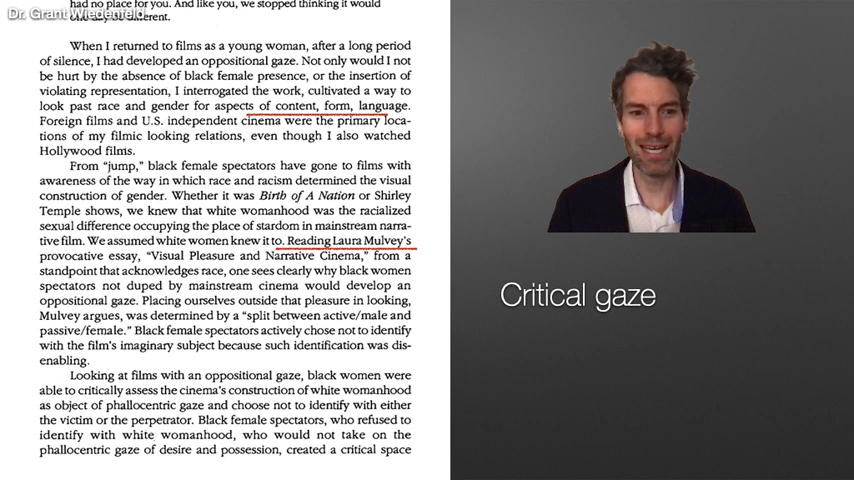 had no place for you. And like you, we stopped thinking it would
Dr. Grant Wiedenfeld
one day be different.
When I returned to films as a young woman, after a long period
of silence, I had developed an oppositional gaze. Not only would I not
be hurt by the absence of black female presence, or the insertion of
violating representation, I interrogated the work, cultivated a way to
look past race and gender for aspects of content, form, language.
Foreign films and U.S. independent cinema were the primary loca-
tions of my filmic looking relations, even though I also watched
Hollywood films.
From “jump,” black female spectators have gone to films with
awareness of the way in which race and racism determined the visual
construction of gender. Whether it was Birth of A Nation or Shirley
Temple shows, we knew that white womanhood was the racialized
sexual difference occupying the place of stardom in mainstream narra-
tive film. We assumed white women knew it to. Reading Laura Mulvey's
provocative essay, “Visual Pleasure and Narrative Cinema,” from a
standpoint that acknowledges race, one sees clearly why black women
spectators not duped by mainstream cinema would develop an
oppositional gaze. Placing ourselves outside that pleasure in looking,
Mulvey argues, was determined by a “split between active/male and
passive/female.” Black female spectators actively chose not to identify
with the film's imaginary subject because such identification was dis-
enabling.
Looking at films with an oppositional gaze, black women were
able to critically assess the cinema's construction of white womanhood
as object of phallocentric gaze and choose not to identify with either
the victim or the perpetrator. Black female spectators, who refused to
identify with white womanhood, who would not take on the
phallocentric gaze of desire and possession, created a critical space
Critical gaze